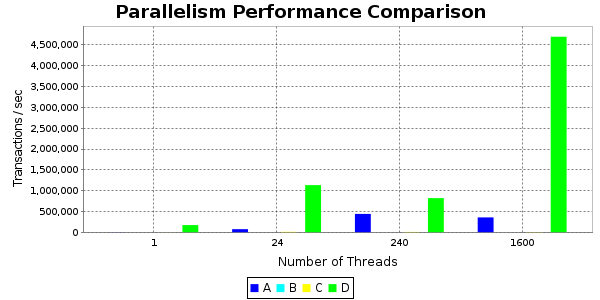 Parallelism Performance Comparison
Transactions / sec
4,500,000
4,000,000
3,500,000
3,000,000
2,500,000
2,000,000
1,500,000
1,000,000
500,000
0
1 24 240 1600
Number of Threads
A B C D